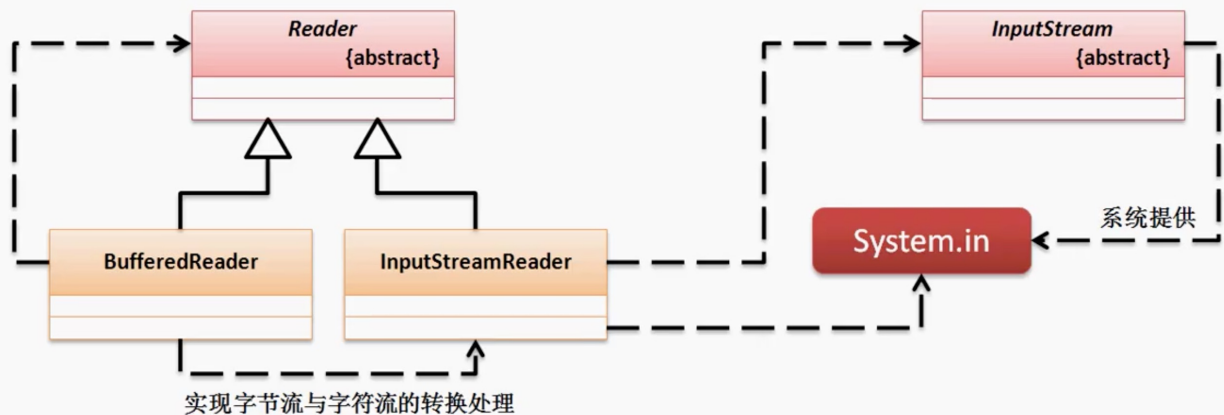 Reader
{abstract}
InputStream
{abstract}
系统提供
System.in
BufferedReader
InputStreamReader
实现字节流与字符流的转换处理